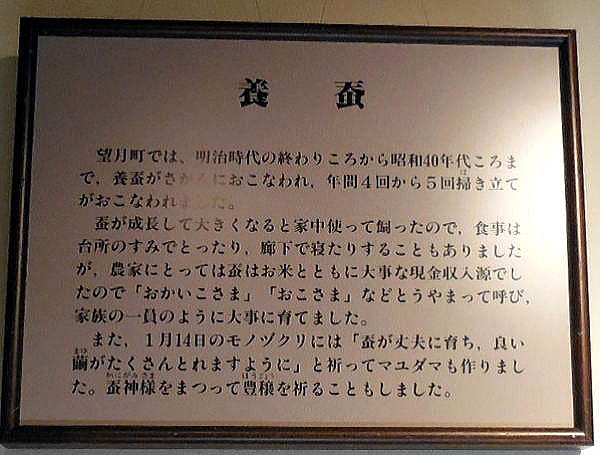 養蚕
望月町では、明治時代の終わりころから昭和40年代ころま
で、養蚕がさかんにおこなわれ、年間４回から５回掃き立て
がおこなわれました。
蚕が成長して大きくなると家中使って飼ったので，食事は
台所のすみでとったり，廊下で寝たりすることもありました
が，農家にとっては蚕はお米とともに大事な現金収入源でし
たので「おかいこさま」「おこさま」などとうやまって呼び，
家族の一員のように大事に育てました。
また，１月14日のモノヅクリには「蚕が丈夫に育ち，良い
繭がたくさんとれますように」と祈ってマユダマも作りまし
た。蚕神様をまつって豊穣を祈ることもしました。